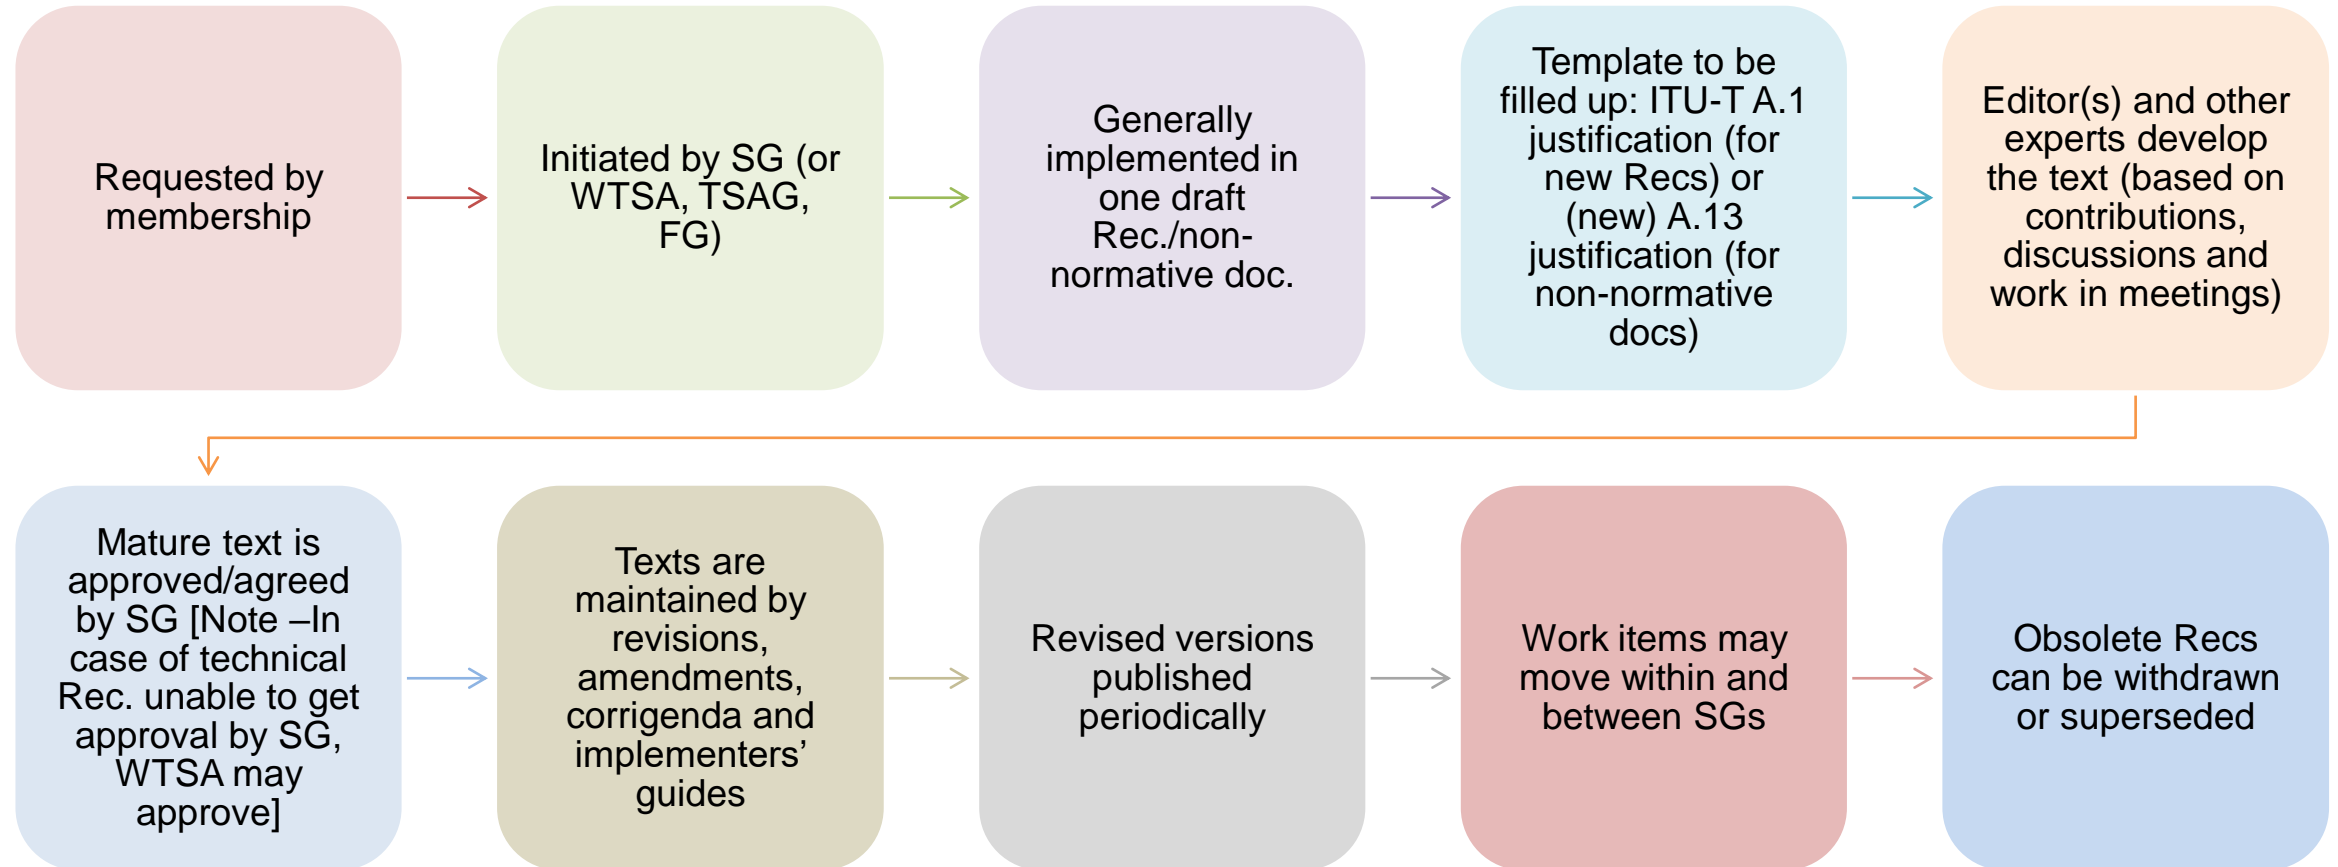 Requested by
membership
Initiated by SG (or
WTSA, TSAG,
FG)
Generally
implemented in
one draft
Rec./non-
normative doc.
Template to be
filled up: ITU-T A.1
justification (for
new Recs) or
(new) A.13
justification (for
non-normative
docs)
Editor(s) and other
experts develop
the text (based on
contributions,
discussions and
work in meetings)
Mature text is
approved/agreed
by SG [Note –In
case of technical
Rec. unable to get
approval by SG,
WTSA may
approve]
Texts are
maintained by
revisions,
amendments,
corrigenda and
implementers’
guides
Revised versions
published
periodically
Work items may
move within and
between SGs
Obsolete Recs
can be withdrawn
or superseded